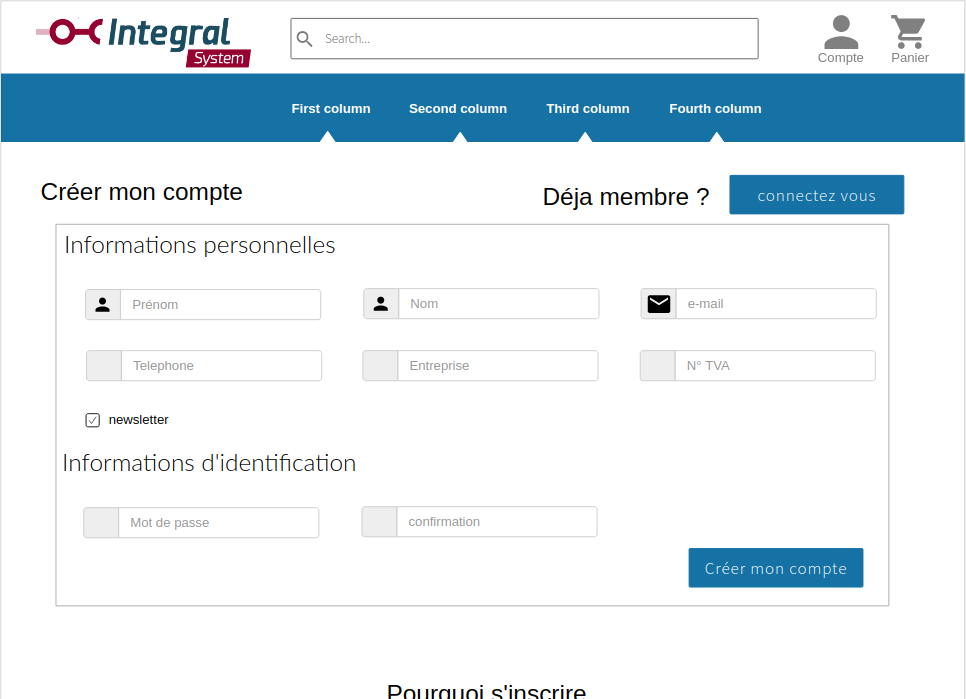 Integral
System
Search...
Compte
Panier
First column
Second column
Third column
Fourth column
Créer mon compte
Déja membre ?
connectez vous
Informations personnelles
Prénom
Nom
e-mail
Telephone
Entreprise
N° TVA
newsletter
Informations d'identification
Mot de passe
confirmation
Créer mon compte
Pourquoi s'inscrire